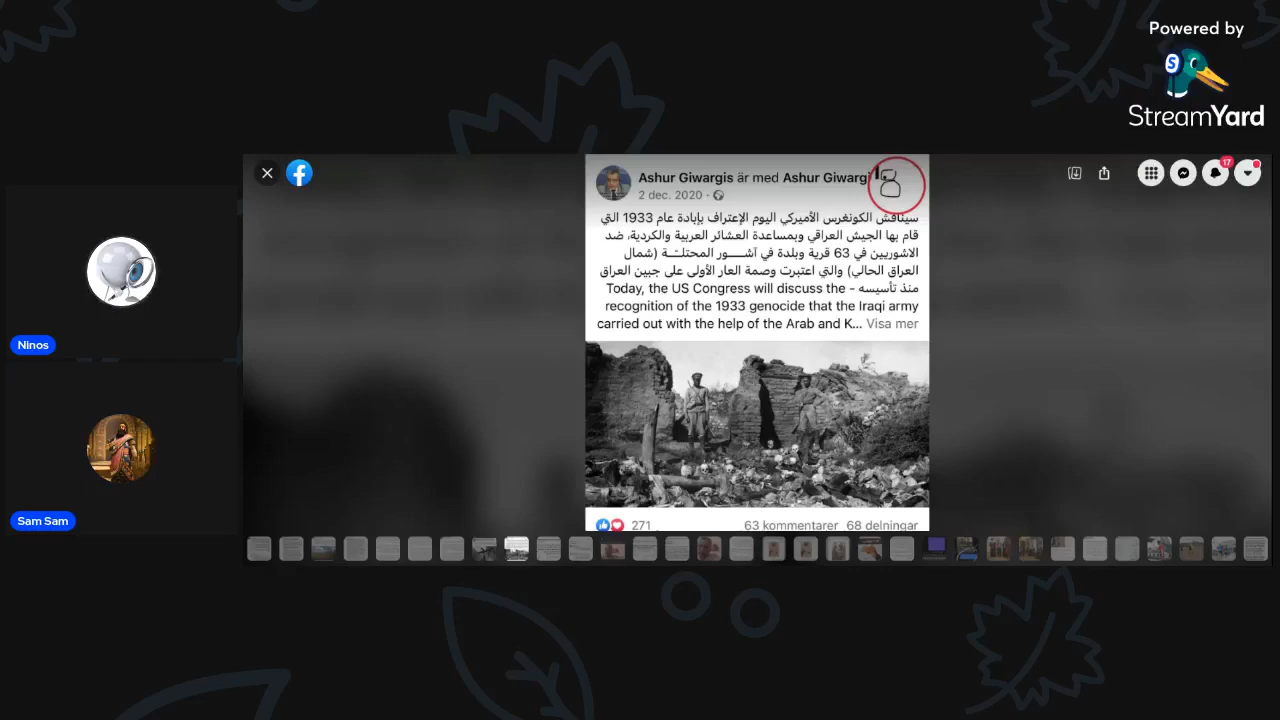 Powered by
StreamYard
17
Ashur Giwargis är med Ashur Giwargi
2 dec. 2020 ·
سيناقش الكونغرس الأميركي اليوم الإعتراف بإبادة عام 1933 التي
قام بها الجيش العراقي وبمساعدة العشائر العربية والكردية، ضد
الآشوريين في 63 قرية وبلدة في آشـــور المحتلـة (شمال
العراق الحالي) والتي اعتبرت وصمة العار الأولى على جبين العراق
منذ تأسيسه - Today, the US Congress will discuss the
recognition of the 1933 genocide that the Iraqi army
carried out with the help of the Arab and K... Visa mer
271
63 kommentarer 68 delningar
Ninos
Sam Sam